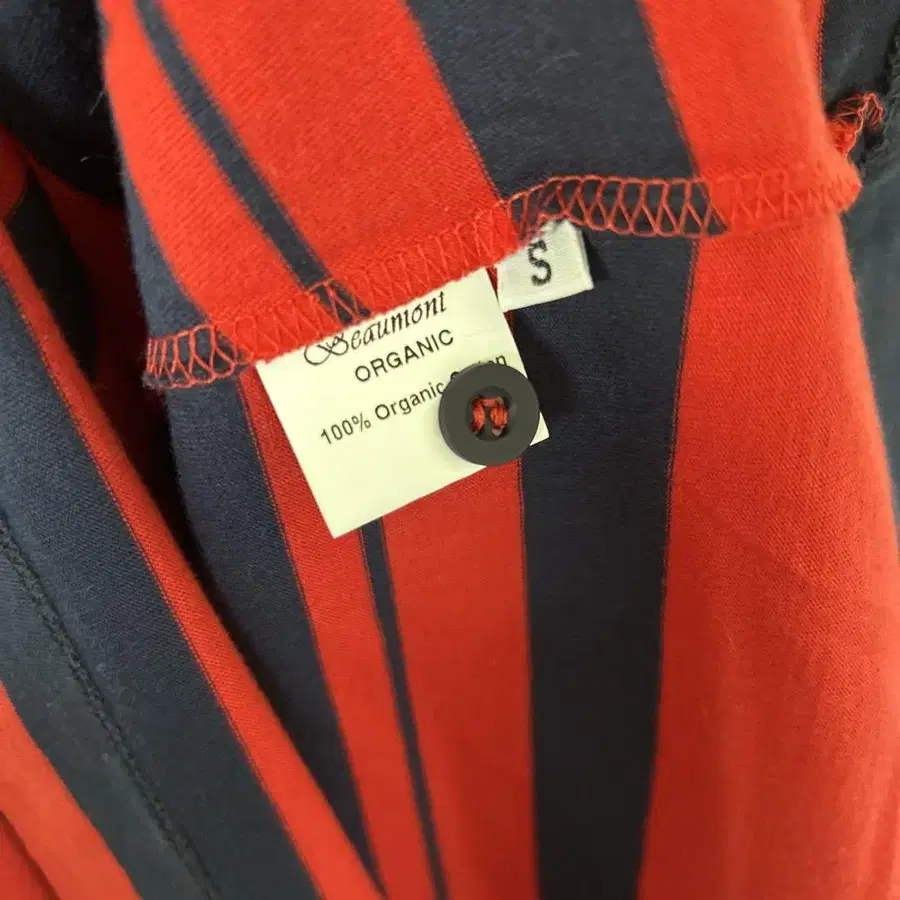 S
Beaumont
ORGANIC
100% Organic